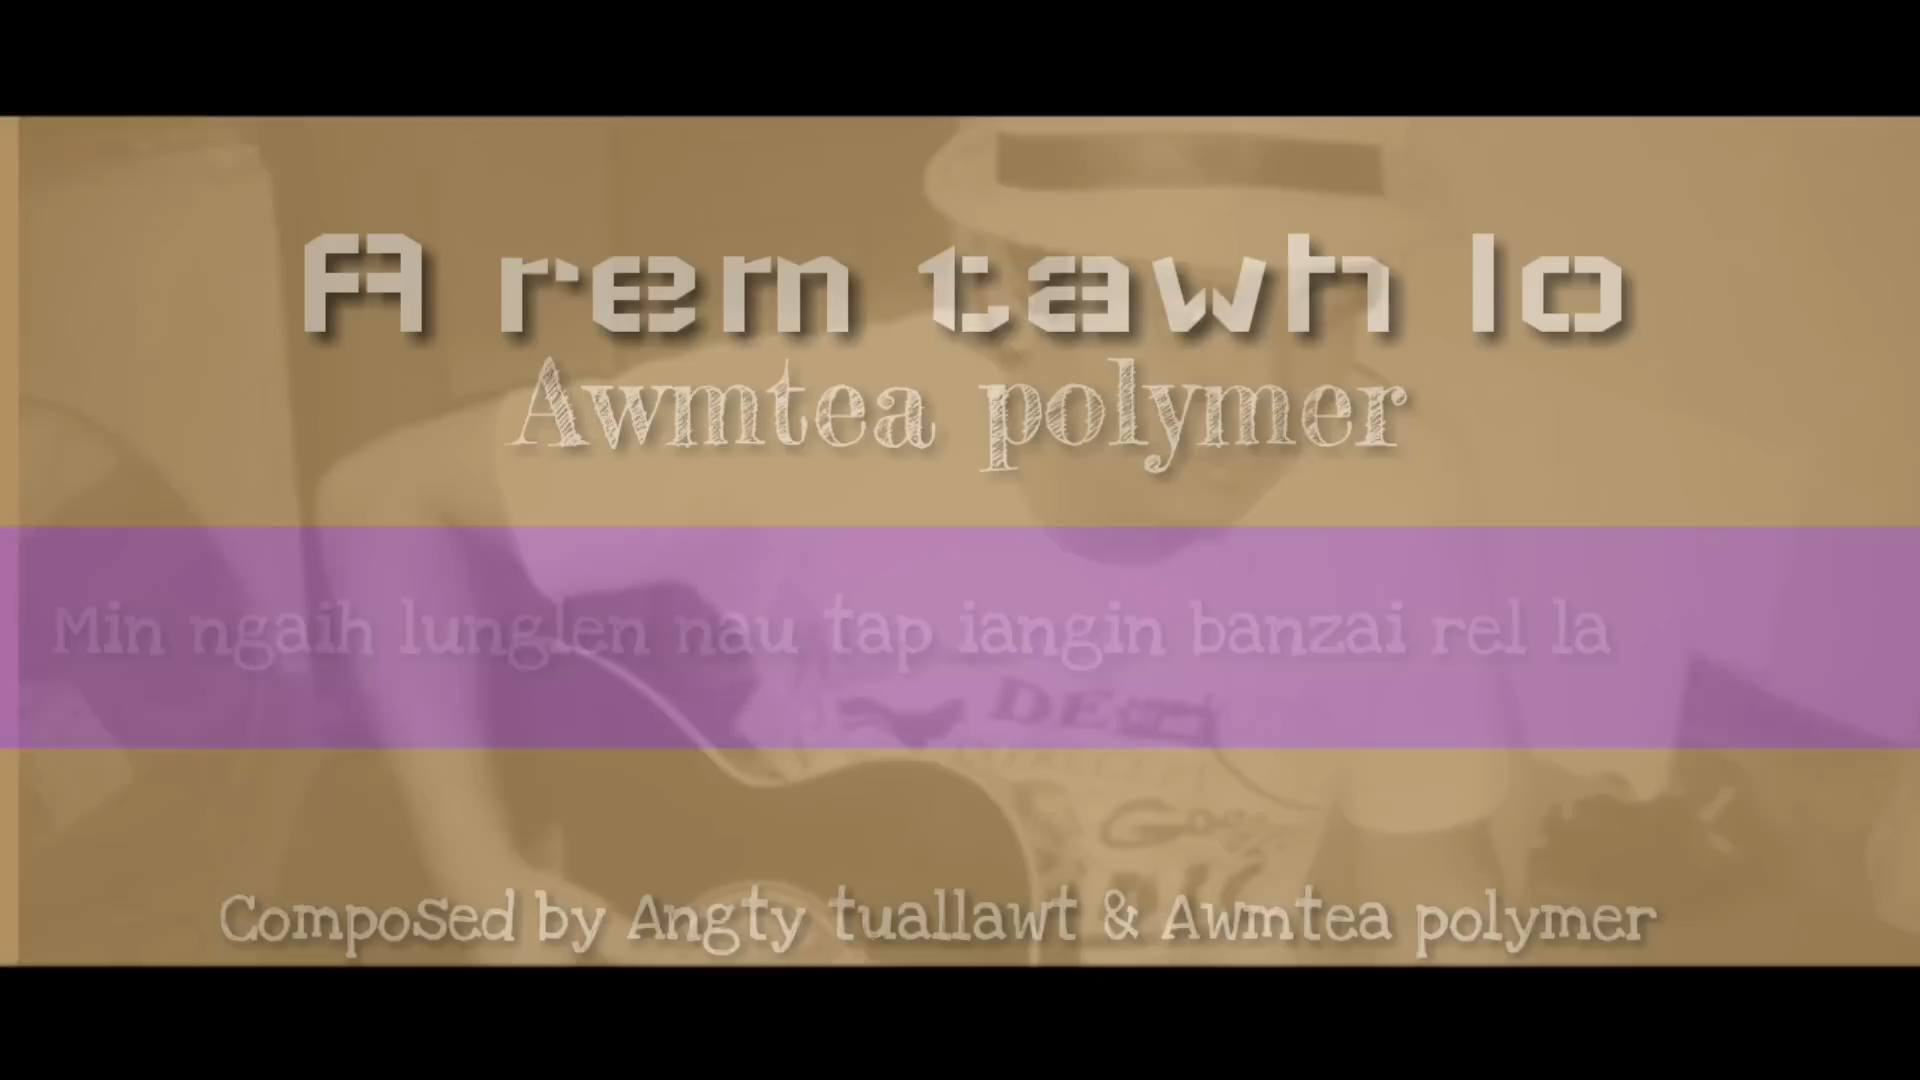 A rem tawh lo
Awmtea polymer
Min ngaih lunglen nau tap iangin banzai rel la
DE
Composed by Angty tuallawt & Awmtea polymer